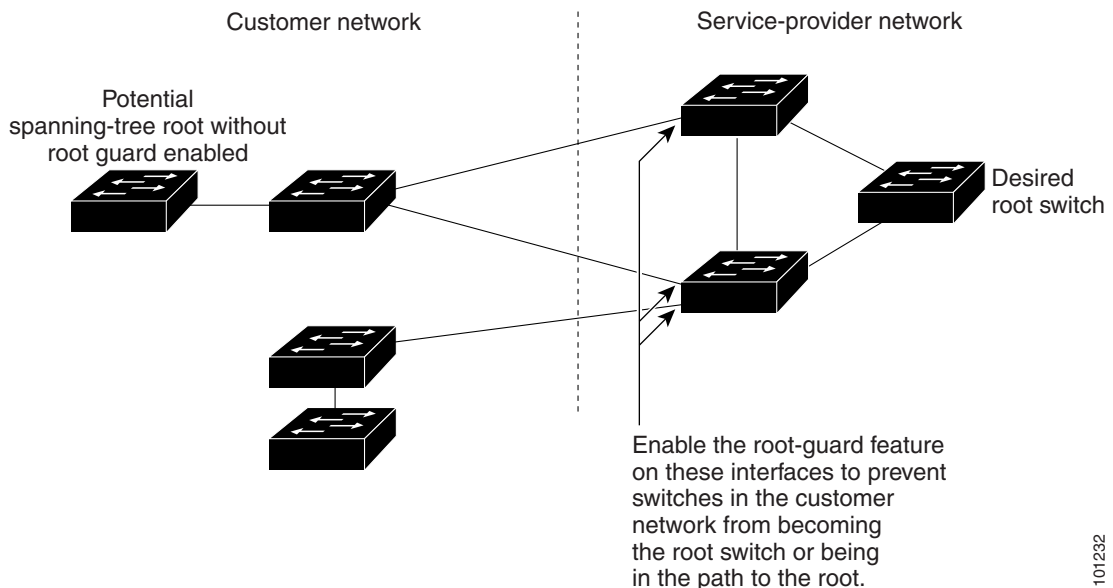 Customer network
Service-provider network
Potential
spanning-tree root without
root guard enabled
Desired
root switch
Enable the root-guard feature
on these interfaces to prevent
switches in the customer
network from becoming
the root switch or being
in the path to the root.
101232